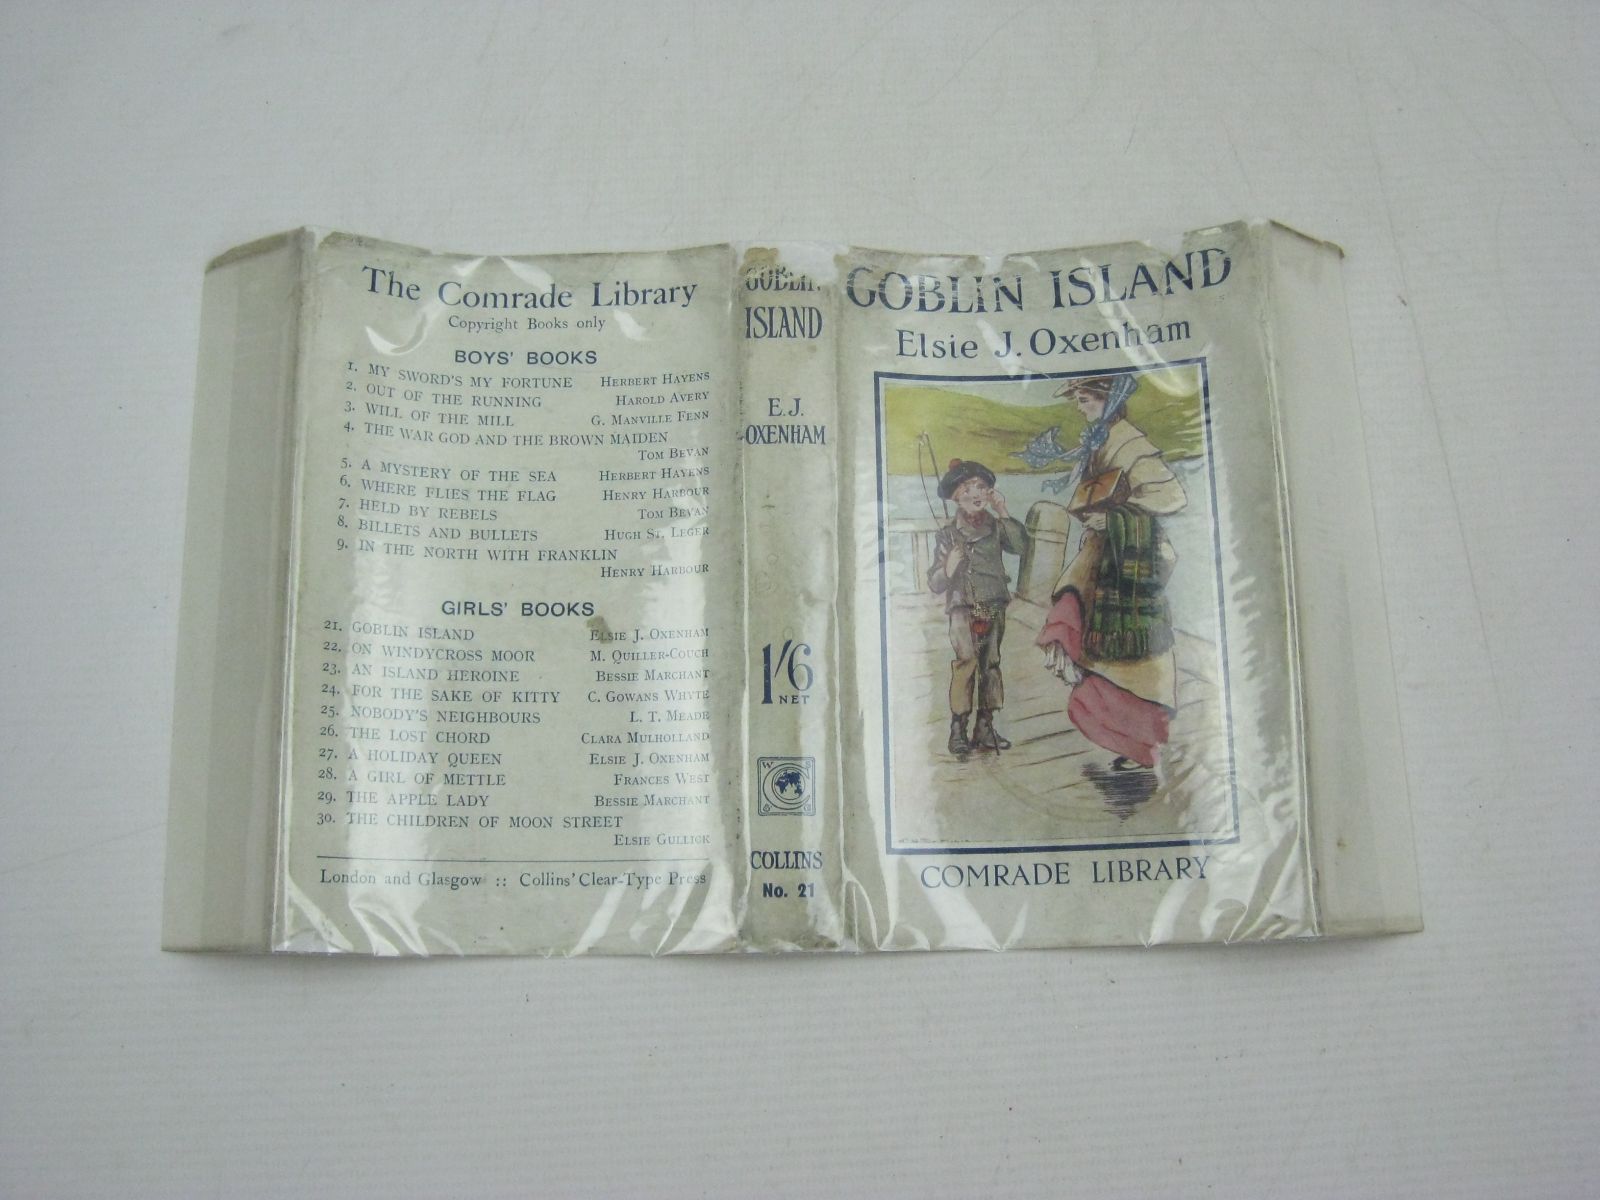 The Comrade Library
Copyright Books only
BOYS' BOOKS
1. MY SWORD'S MY FORTUNE HERBERT HAYENS
2. OUT OF THE RUNNING HAROLD AVERY
3. WILL OF THE MILL G. MANVILLE FENN
4. THE WAR GOD AND THE BROWN MAIDEN
TOM BEVAN
5. A MYSTERY OF THE SEA HERBERT HAYENS
6. WHERE FLIES THE FLAG HENRY HARBOUR
7. HELD BY REBELS TOM BEVAN
8. BILLETS AND BULLETS HUGH ST. LEGER
9. IN THE NORTH WITH FRANKLIN
HENRY HARBOUR
GIRLS' BOOKS
21. GOBLIN ISLAND ELSIE J. OXENHAM
22. ON WINDYCROSS MOOR M. QUILLER-COUCH
23. AN ISLAND HEROINE BESSIE MARCHANT
24. FOR THE SAKE OF KITTY C. GOWANS WHYTE
25. NOBODY'S NEIGHBOURS L. T. MEADE
26. THE LOST CHORD CLARA MULHOLLAND
27. A HOLIDAY QUEEN ELSIE J. OXENHAM
28. A GIRL OF METTLE FRANCES WEST
29. THE APPLE LADY BESSIE MARCHANT
30. THE CHILDREN OF MOON STREET
ELSIE GULLICK
London and Glasgow :: Collins' Clear-Type Press
GOBLIN
ISLAND
E.J.
OXENHAM
1/6
NET
COLLINS
No. 21
GOBLIN ISLAND
Elsie J. Oxenham
COMRADE LIBRARY